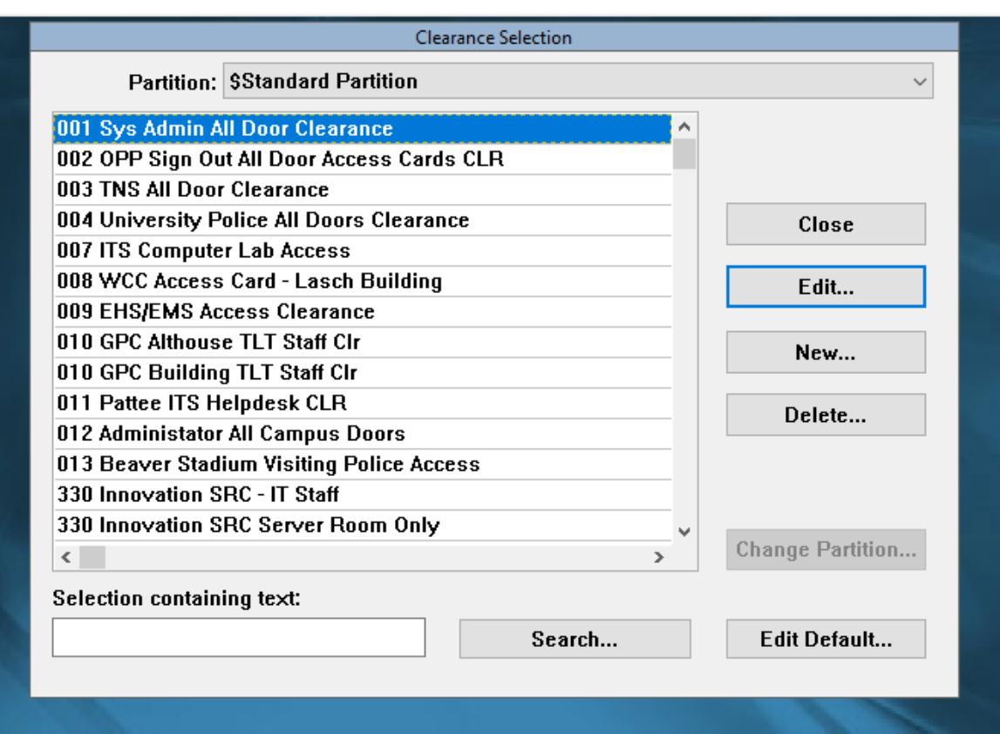 Clearance Selection
Partition: $Standard Partition
001 Sys Admin All Door Clearance
002 OPP Sign Out All Door Access Cards CLR
003 TNS All Door Clearance
004 University Police All Doors Clearance
007 ITS Computer Lab Access
008 WCC Access Card - Lasch Building
009 EHS/EMS Access Clearance
010 GPC Althouse TLT Staff Clr
010 GPC Building TLT Staff Clr
011 Pattee ITS Helpdesk CLR
012 Administator All Campus Doors
013 Beaver Stadium Visiting Police Access
330 Innovation SRC - IT Staff
330 Innovation SRC Server Room Only
Close
Edit...
New...
Delete...
Change Partition...
Selection containing text:
Search...
Edit Default...